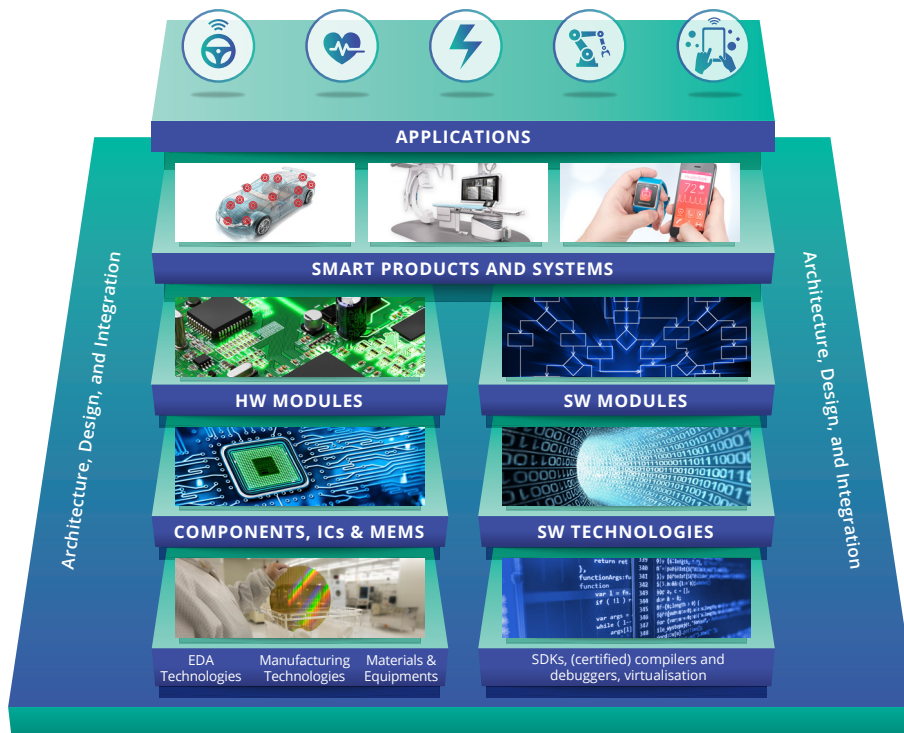 APPLICATIONS
SMART PRODUCTS AND SYSTEMS
Architecture, Design, and Integration
Architecture, Design, and Integration
HW MODULES
SW MODULES
COMPONENTS, ICs & MEMS
SW TECHNOLOGIES
EDA
Technologies
Manufacturing
Technologies
Materials &
Equipments
SDKs, (certified) compilers and
debuggers, virtualisation